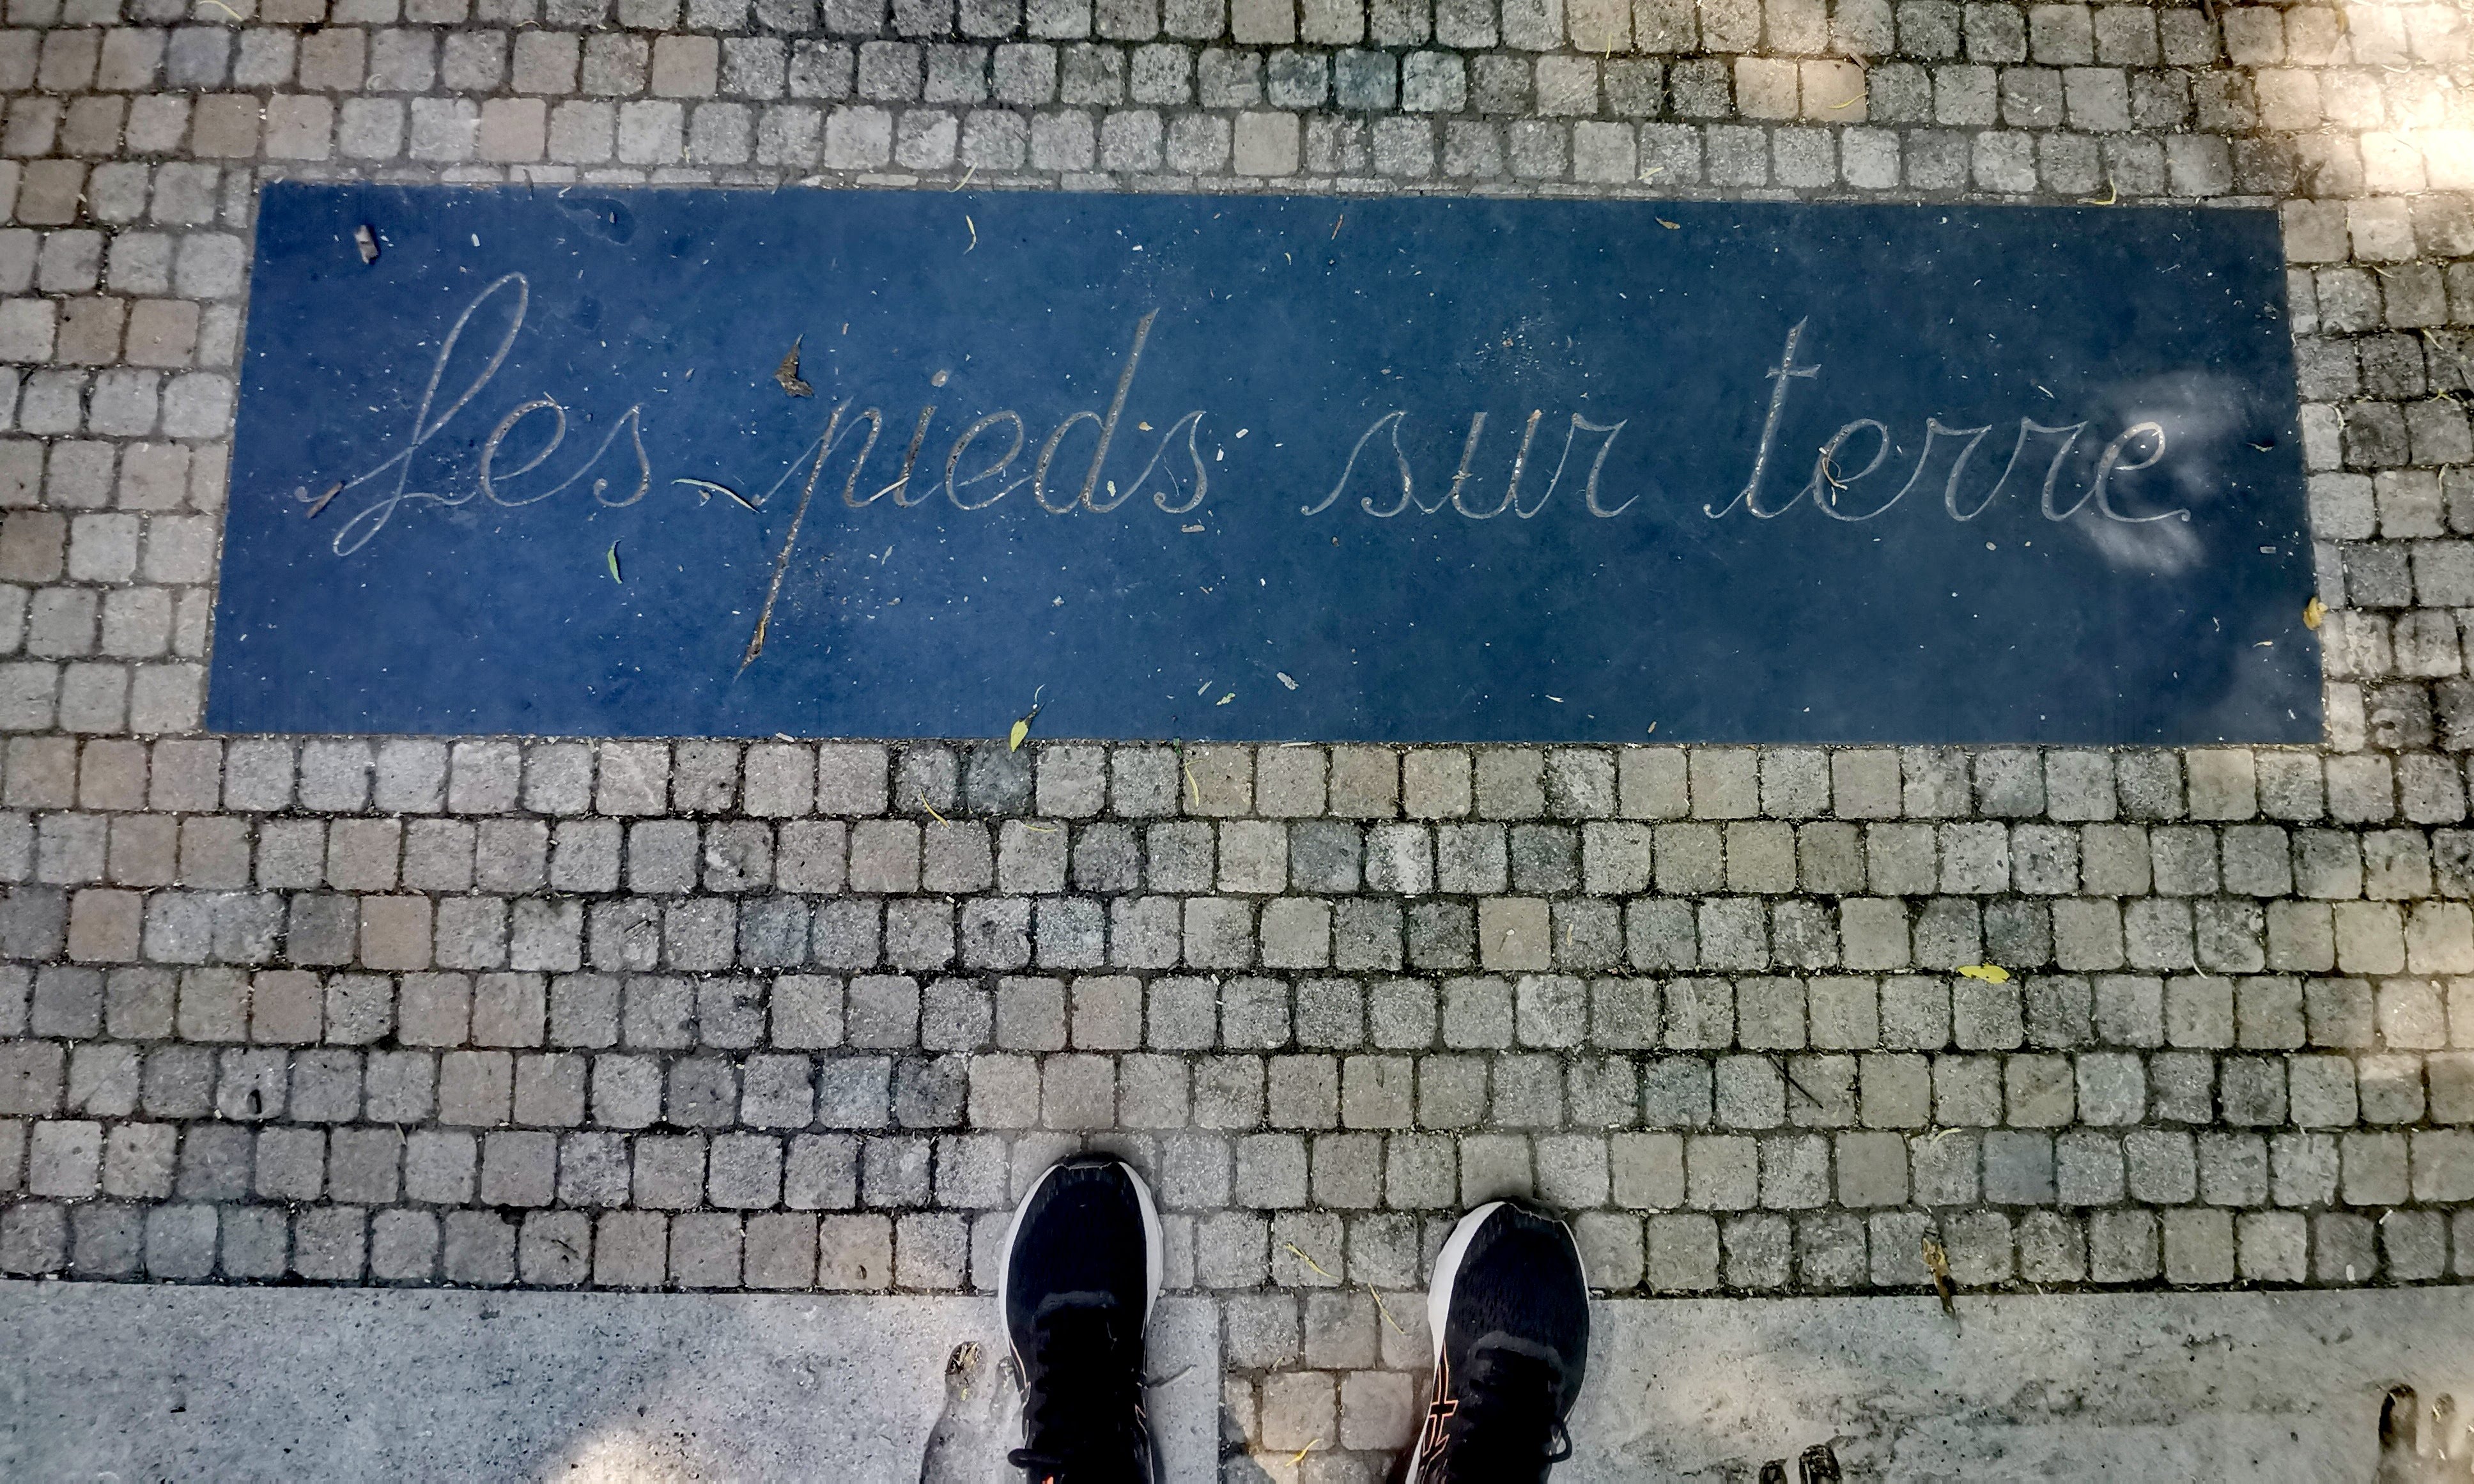 Les pieds sur terre